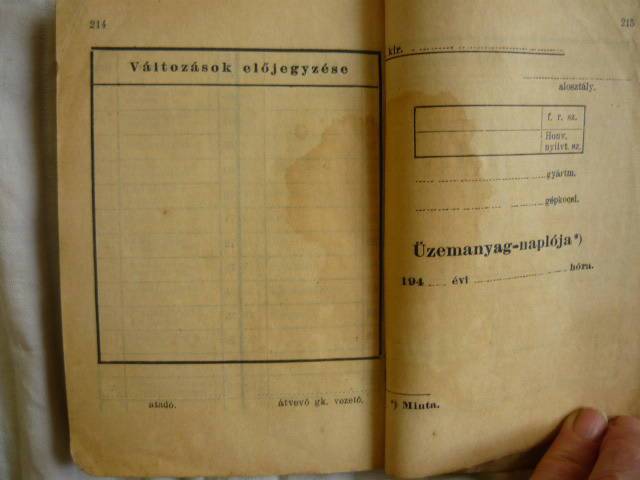 214
Változások előjegyzése
átadó.
átvevő gk. vezető.
215
kir.
alosztály.
f. r. sz.
Honv.
nyilvt. sz.
gyártm.
gépkocsi.
Üzemanyag-naplója*)
194 évi hóra.
*) Minta.